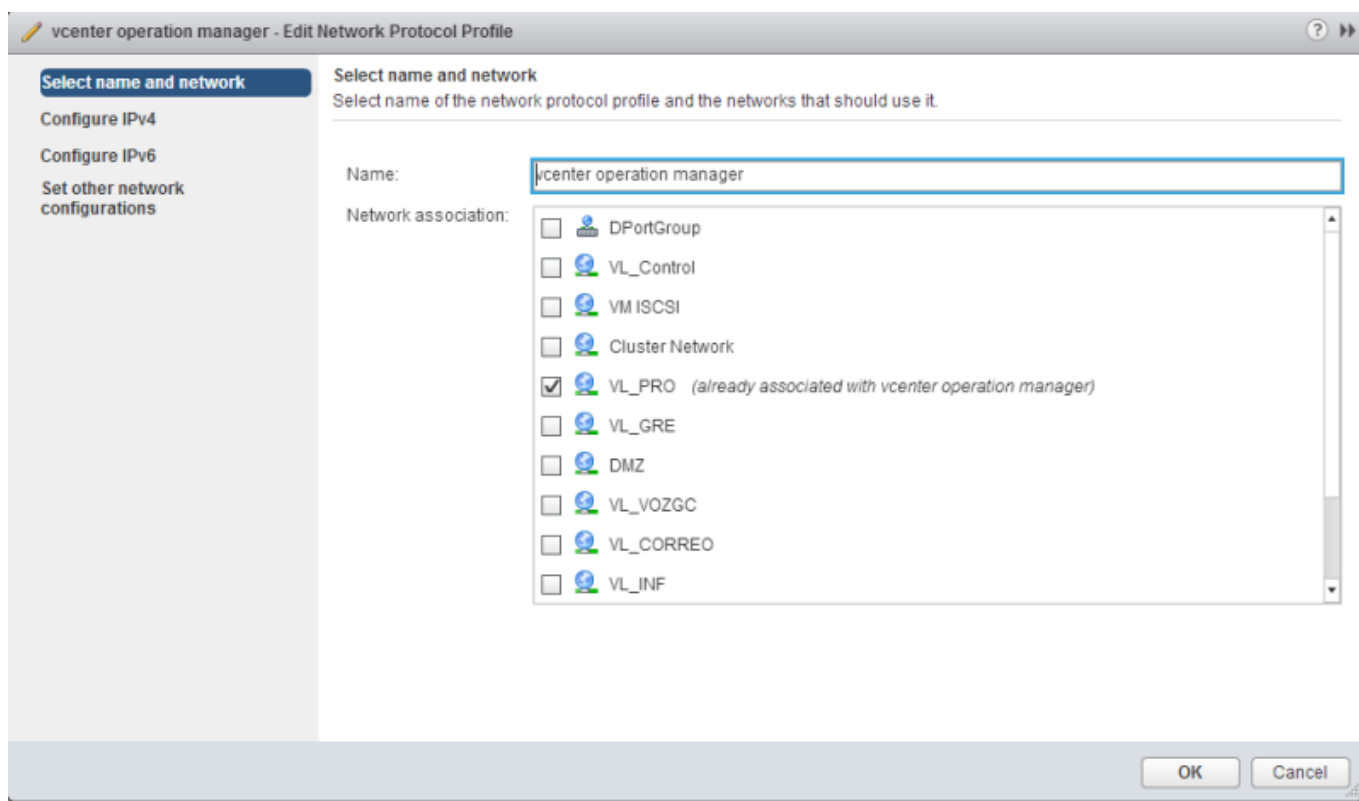 vcenter operation manager - Edit Network Protocol Profile
?
Select name and network
Configure IPv4
Configure IPv6
Set other network
configurations
Select name and network
Select name of the network protocol profile and the networks that should use it.
Name:
vcenter operation manager
Network association:
DPortGroup
VL_Control
VM ISCSI
Cluster Network
VL_PRO (already associated with vcenter operation manager)
VL_GRE
DMZ
VL_VOZGC
VL_CORREO
VL_INF
OK
Cancel